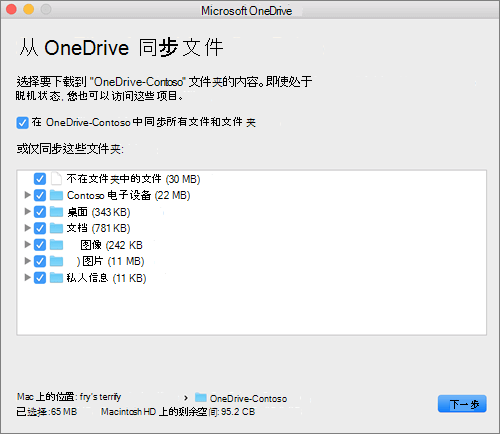 Microsoft OneDrive
从 OneDrive 同步文件
选择要下载到 "OneDrive-Contoso" 文件夹的内容。即使处于
脱机状态，您也可以访问这些项目。
在 OneDrive-Contoso 中同步所有文件和文件夹
或仅同步这些文件夹:
不在文件夹中的文件 (30 MB)
Contoso 电子设备 (22 MB)
桌面 (343 KB)
文档 (781 KB)
图像 (242 KB
) 图片 (11 MB)
私人信息 (11 KB)
Mac 上的位置: fry's terrify > OneDrive-Contoso
已选择: 65 MB Macintosh HD 上的剩余空间: 95.2 CB
下一步